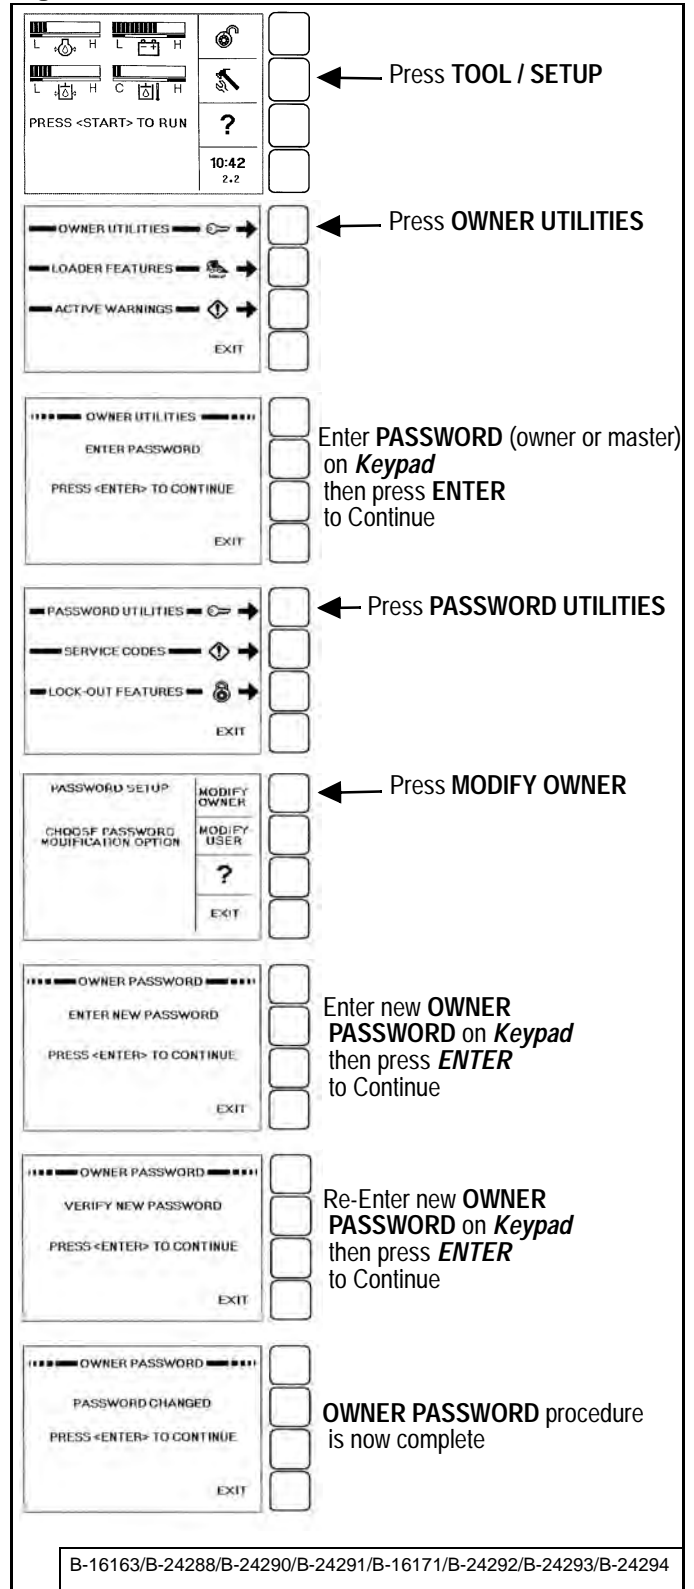 L H L H
L H C H
PRESS <START> TO RUN
?
10:42
2.2
Press TOOL / SETUP
OWNER UTILITIES
LOADER FEATURES
ACTIVE WARNINGS
EXIT
Press OWNER UTILITIES
OWNER UTILITIES
ENTER PASSWORD
PRESS <ENTER> TO CONTINUE
EXIT
Enter PASSWORD (owner or master)
on Keypad
then press ENTER
to Continue
PASSWORD UTILITIES
SERVICE CODES
LOCK-OUT FEATURES
EXIT
Press PASSWORD UTILITIES
PASSWORD SETUP
CHOOSE PASSWORD
MODIFICATION OPTION
MODIFY
OWNER
MODIFY
USER
?
EXIT
Press MODIFY OWNER
OWNER PASSWORD
ENTER NEW PASSWORD
PRESS <ENTER> TO CONTINUE
EXIT
Enter new OWNER
PASSWORD on Keypad
then press ENTER
to Continue
OWNER PASSWORD
VERIFY NEW PASSWORD
PRESS <ENTER> TO CONTINUE
EXIT
Re-Enter new OWNER
PASSWORD on Keypad
then press ENTER
to Continue
OWNER PASSWORD
PASSWORD CHANGED
PRESS <ENTER> TO CONTINUE
EXIT
OWNER PASSWORD procedure
is now complete
B-16163/B-24288/B-24290/B-24291/B-16171/B-24292/B-24293/B-24294